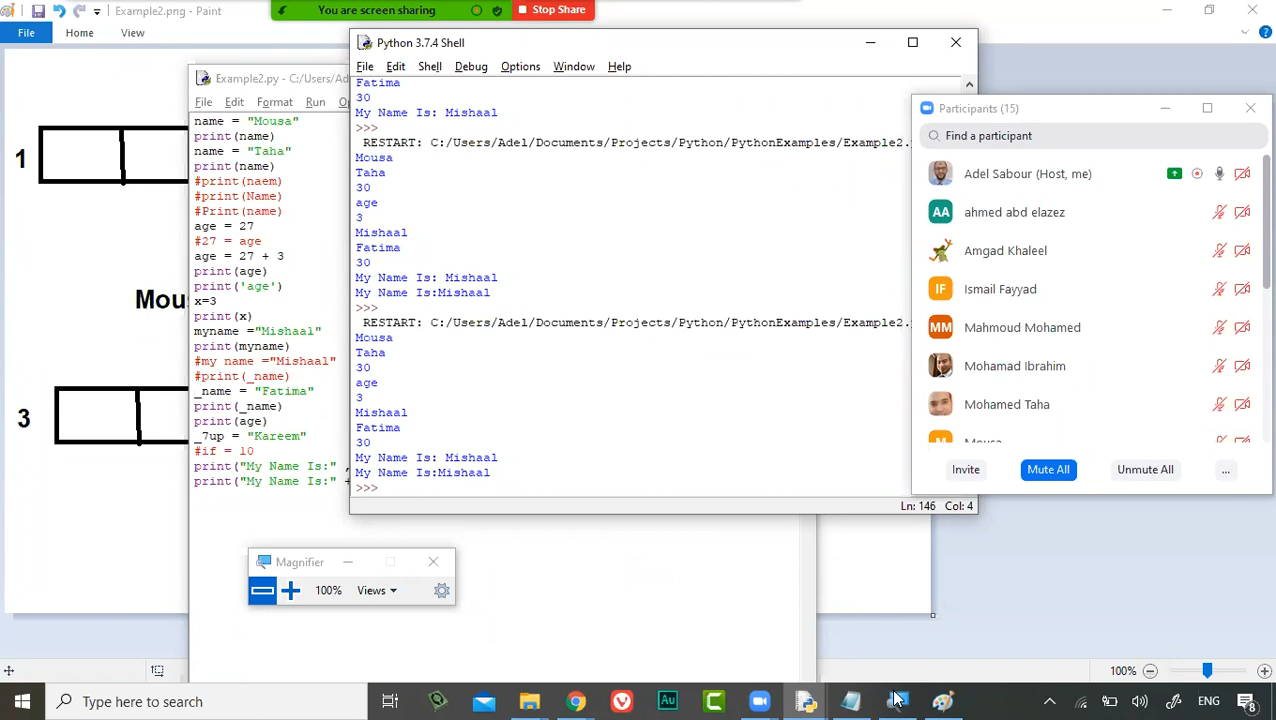 Example2.png - Paint
You are screen sharing
Stop Share
File
Home
View
1
Mou
3
100%
Example2.py - C:/Users/Ad
File Edit Format Run
name = "Mousa"
print(name)
name = "Taha"
print(name)
#print(naem)
#print(Name)
#Print(name)
age = 27
#27 = age
age = 27 + 3
print(age)
print('age')
x=3
print(x)
myname ="Mishaal"
print(myname)
#my name ="Mishaal"
#print(_name)
_name = "Fatima"
print(_name)
print(age)
_7up = "Kareem"
#if = 10
print("My Name Is:" ,
print("My Name Is:" +
Python 3.7.4 Shell
File Edit Shell Debug Options Window Help
Fatima
30
My Name Is: Mishaal
>>>
RESTART: C:/Users/Adel/Documents/Projects/Python/PythonExamples/Example2.
Mousa
Taha
30
age
3
Mishaal
Fatima
30
My Name Is: Mishaal
My Name Is:Mishaal
>>>
RESTART: C:/Users/Adel/Documents/Projects/Python/PythonExamples/Example2.
Mousa
Taha
30
age
3
Mishaal
Fatima
30
My Name Is: Mishaal
My Name Is:Mishaal
>>>
Ln: 146 Col: 4
Participants (15)
Find a participant
Adel Sabour (Host, me)
AA ahmed abd elazez
Amgad Khaleel
IF Ismail Fayyad
MM Mahmoud Mohamed
Mohamad Ibrahim
Mohamed Taha
Invite
Mute All
Unmute All
...
Magnifier
100%
Views
Type here to search
Au
ENG
8